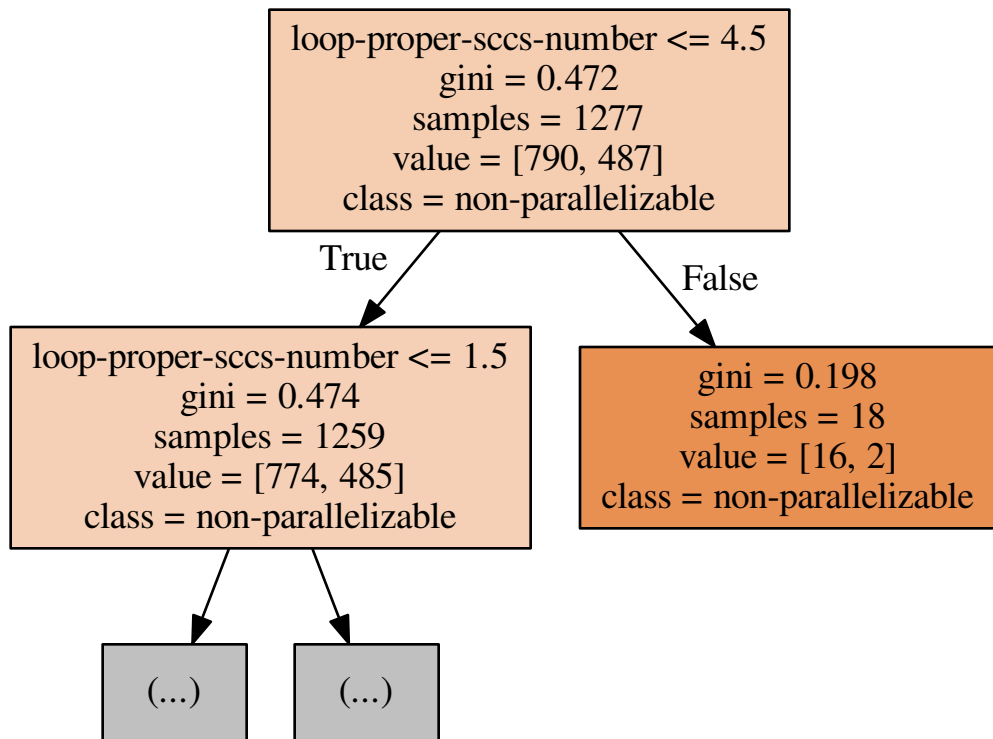 loop-proper-sccs-number <= 4.5
gini = 0.472
samples = 1277
value = [790, 487]
class = non-parallelizable
True
False
loop-proper-sccs-number <= 1.5
gini = 0.474
samples = 1259
value = [774, 485]
class = non-parallelizable
gini = 0.198
samples = 18
value = [16, 2]
class = non-parallelizable
(...)
(...)